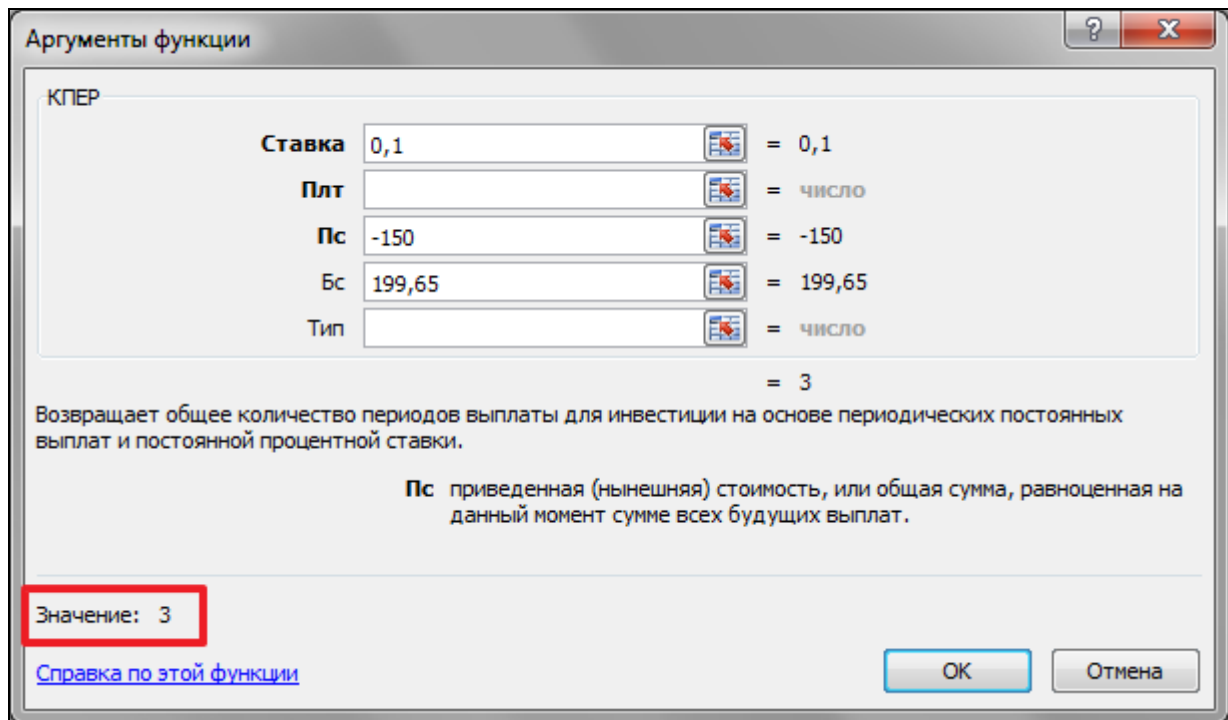 Аргументы функции
КПЕР
Ставка 0,1 = 0,1
Плт = число
Пс -150 = -150
Бс 199,65 = 199,65
Тип = число
= 3
Возвращает общее количество периодов выплаты для инвестиции на основе периодических постоянных
выплат и постоянной процентной ставки.
Пс приведенная (нынешняя) стоимость, или общая сумма, равноценная на
данный момент сумме всех будущих выплат.
Значение: 3
Справка по этой функции
ОК
Отмена